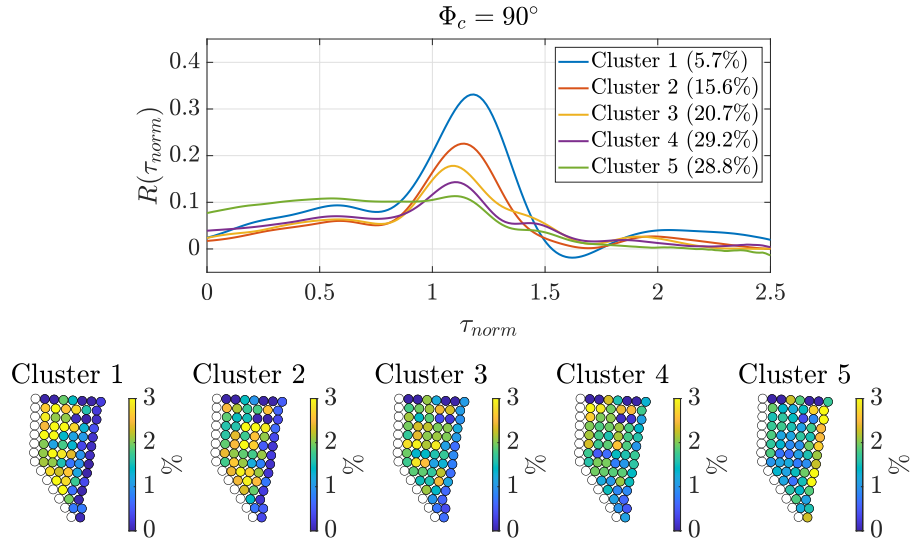 Φ_c = 90°
R(τ_norm)
0.4
0.3
0.2
0.1
0
Cluster 1 (5.7%)
Cluster 2 (15.6%)
Cluster 3 (20.7%)
Cluster 4 (29.2%)
Cluster 5 (28.8%)
0 0.5 1 1.5 2 2.5
τ_norm
Cluster 1 Cluster 2 Cluster 3 Cluster 4 Cluster 5
3 3 3 3 3
2 2 2 2 2
% % % % %
1 1 1 1 1
0 0 0 0 0